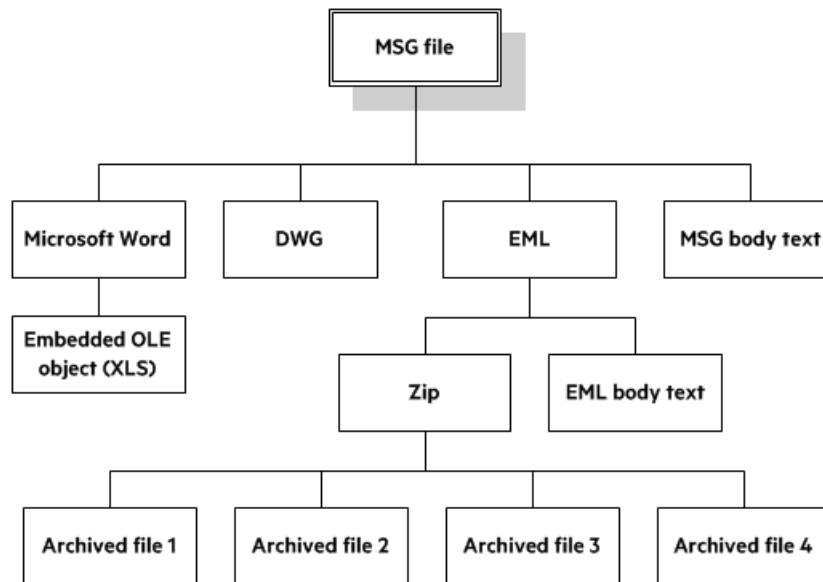 MSG file
Microsoft Word
DWG
EML
MSG body text
Embedded OLE
object (XLS)
Zip
EML body text
Archived file 1
Archived file 2
Archived file 3
Archived file 4